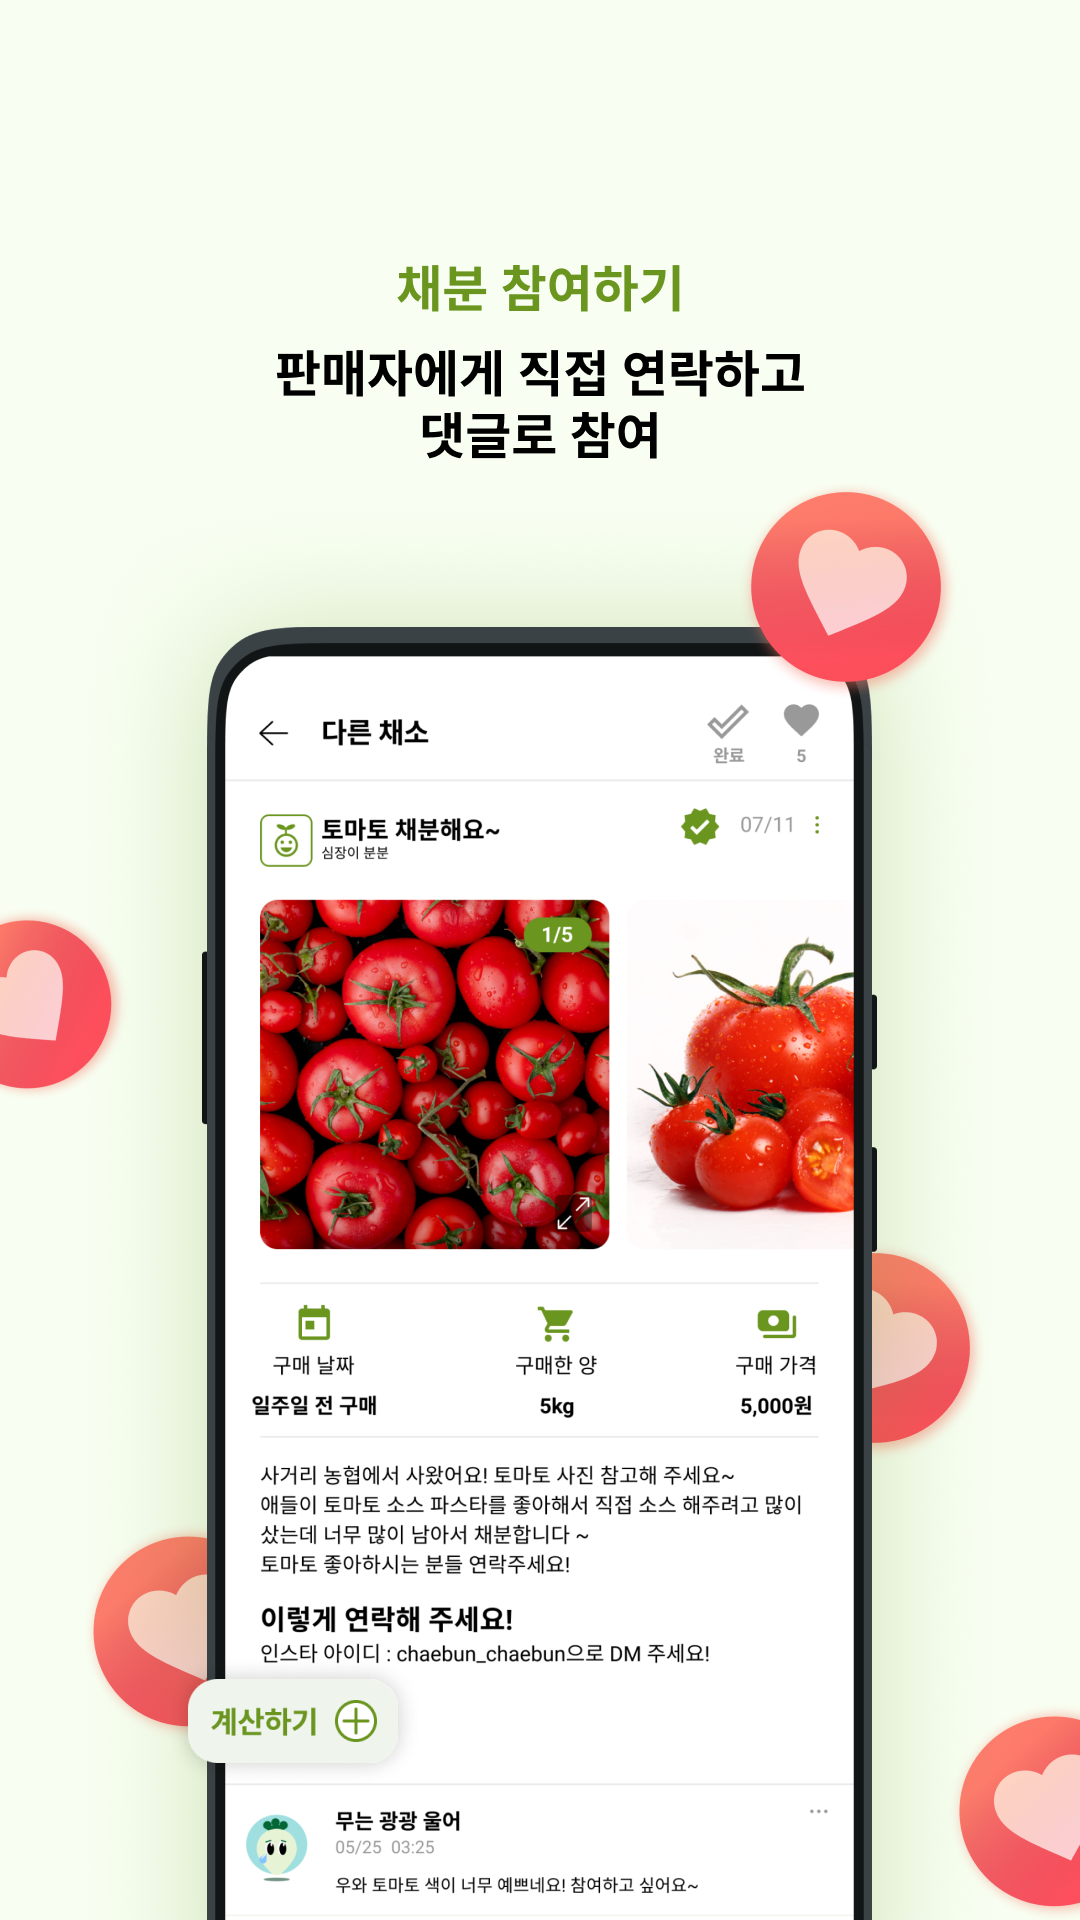 채분 참여하기
판매자에게 직접 연락하고
댓글로 참여
다른 채소
완료
5
토마토 채분해요~
심장이 분분
07/11
1/5
구매 날짜
구매한 양
구매 가격
일주일 전 구매
5kg
5,000원
사거리 농협에서 사왔어요! 토마토 사진 참고해 주세요~
애들이 토마토 소스 파스타를 좋아해서 직접 소스 해주려고 많이
샀는데 너무 많이 남아서 채분합니다 ~
토마토 좋아하시는 분들 연락주세요!
이렇게 연락해 주세요!
인스타 아이디 : chaebun_chaebun으로 DM 주세요!
계산하기
무는 광광 울어
05/25 03:25
우와 토마토 색이 너무 예쁘네요! 참여하고 싶어요~